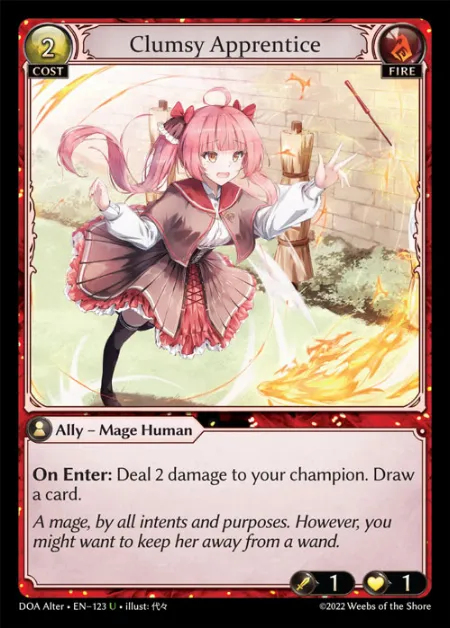 2
Clumsy Apprentice
COST
FIRE
Ally – Mage Human
On Enter: Deal 2 damage to your champion. Draw
a card.
A mage, by all intents and purposes. However, you
might want to keep her away from a wand.
1
1
DOA Alter • EN–123 U • illust: 代々
©2022 Weebs of the Shore